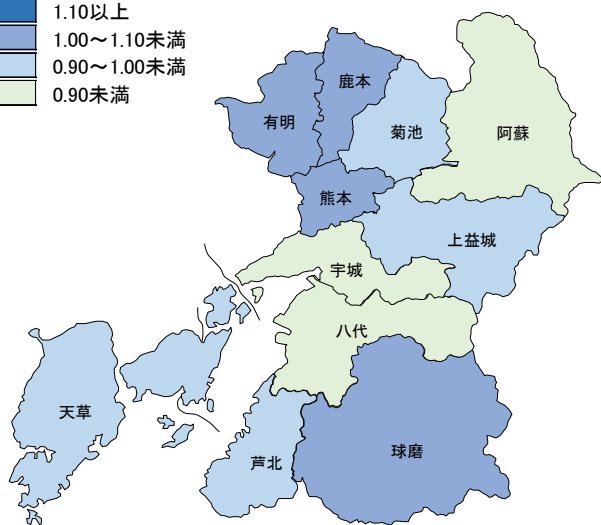 1.10以上
1.00～1.10未満
0.90～1.00未満
0.90未満
鹿本
有明
菊池
阿蘇
熊本
上益城
宇城
八代
天草
球磨
芦北